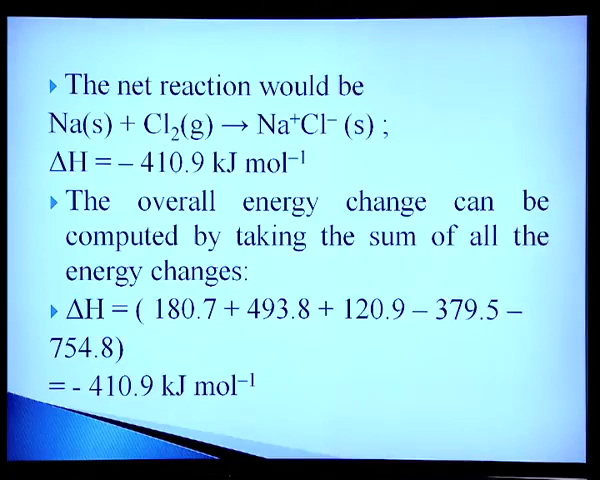 The net reaction would be
Na(s) + Cl₂(g) → Na⁺Cl⁻ (s) ;
ΔH = – 410.9 kJ mol⁻¹
The overall energy change can be
computed by taking the sum of all the
energy changes:
ΔH = ( 180.7 + 493.8 + 120.9 – 379.5 –
754.8)
= - 410.9 kJ mol⁻¹